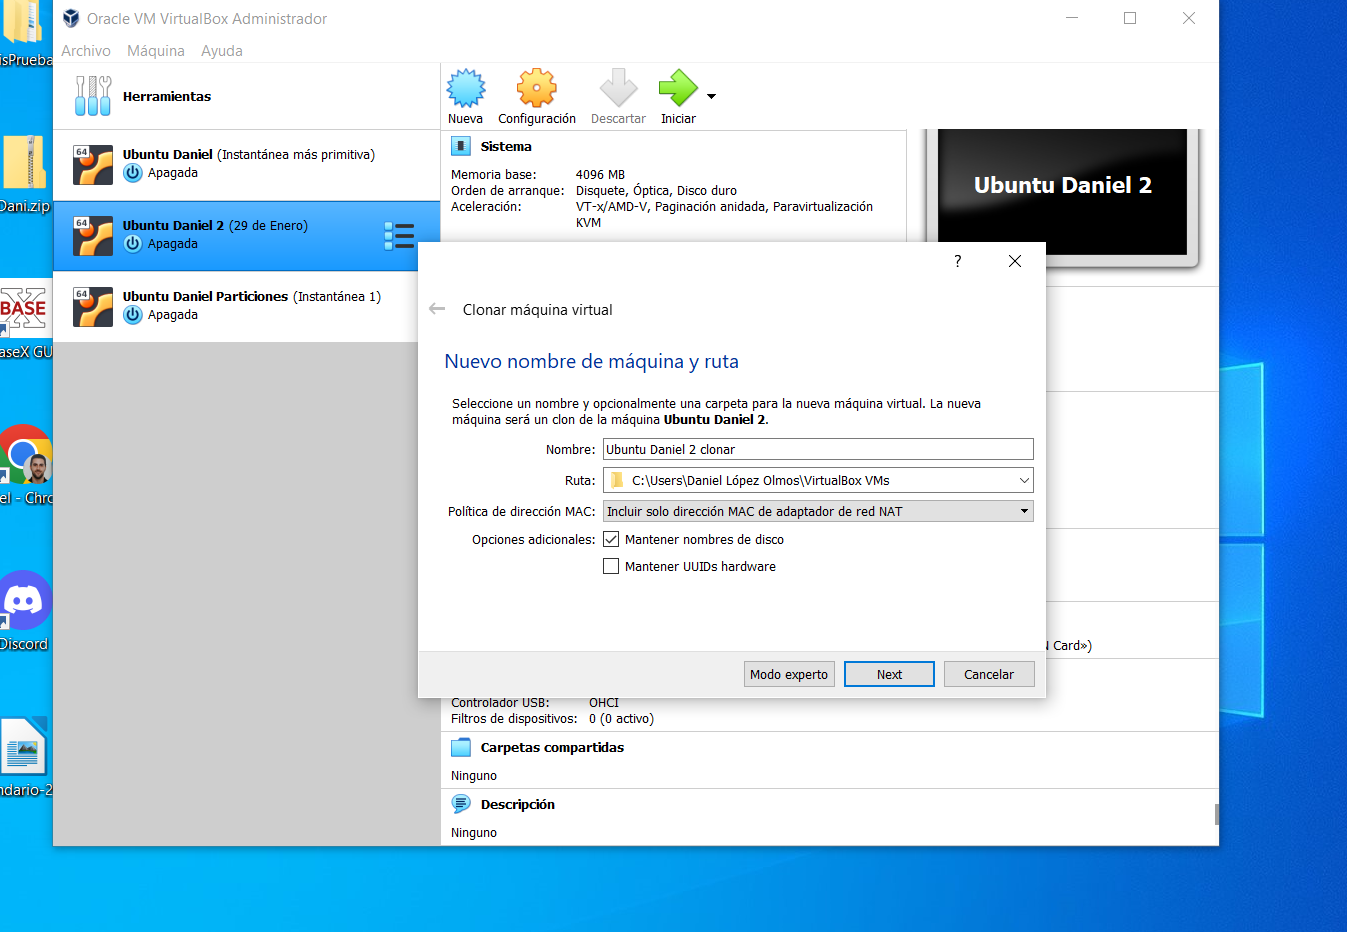 Oracle VM VirtualBox Administrador
Archivo Máquina Ayuda
isPrueba
Dani.zip
BASE
aseX GU
el - Chro
Discord
ndario-2
Herramientas
64
Ubuntu Daniel (Instantánea más primitiva)
Apagada
64
Ubuntu Daniel 2 (29 de Enero)
Apagada
64
Ubuntu Daniel Particiones (Instantánea 1)
Apagada
Nueva Configuración Descartar Iniciar
Sistema
Memoria base: 4096 MB
Orden de arranque: Disquete, Óptica, Disco duro
Aceleración: VT-x/AMD-V, Paginación anidada, Paravirtualización
KVM
Ubuntu Daniel 2
?
Clonar máquina virtual
Nuevo nombre de máquina y ruta
Seleccione un nombre y opcionalmente una carpeta para la nueva máquina virtual. La nueva
máquina será un clon de la máquina Ubuntu Daniel 2.
Nombre: Ubuntu Daniel 2 clonar
Ruta: C:\Users\Daniel López Olmos\VirtualBox VMs
Política de dirección MAC: Incluir solo dirección MAC de adaptador de red NAT
Opciones adicionales: Mantener nombres de disco
Mantener UUIDs hardware
Modo experto Next Cancelar
N Card»)
Controlador USB: OHCI
Filtros de dispositivos: 0 (0 activo)
Carpetas compartidas
Ninguno
Descripción
Ninguno